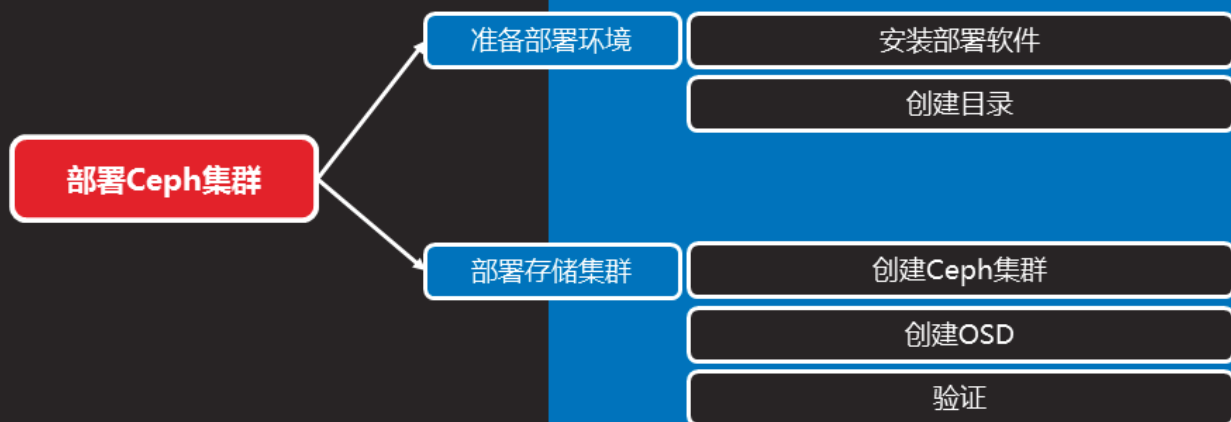 部署Ceph集群
准备部署环境
安装部署软件
创建目录
部署存储集群
创建Ceph集群
创建OSD
验证